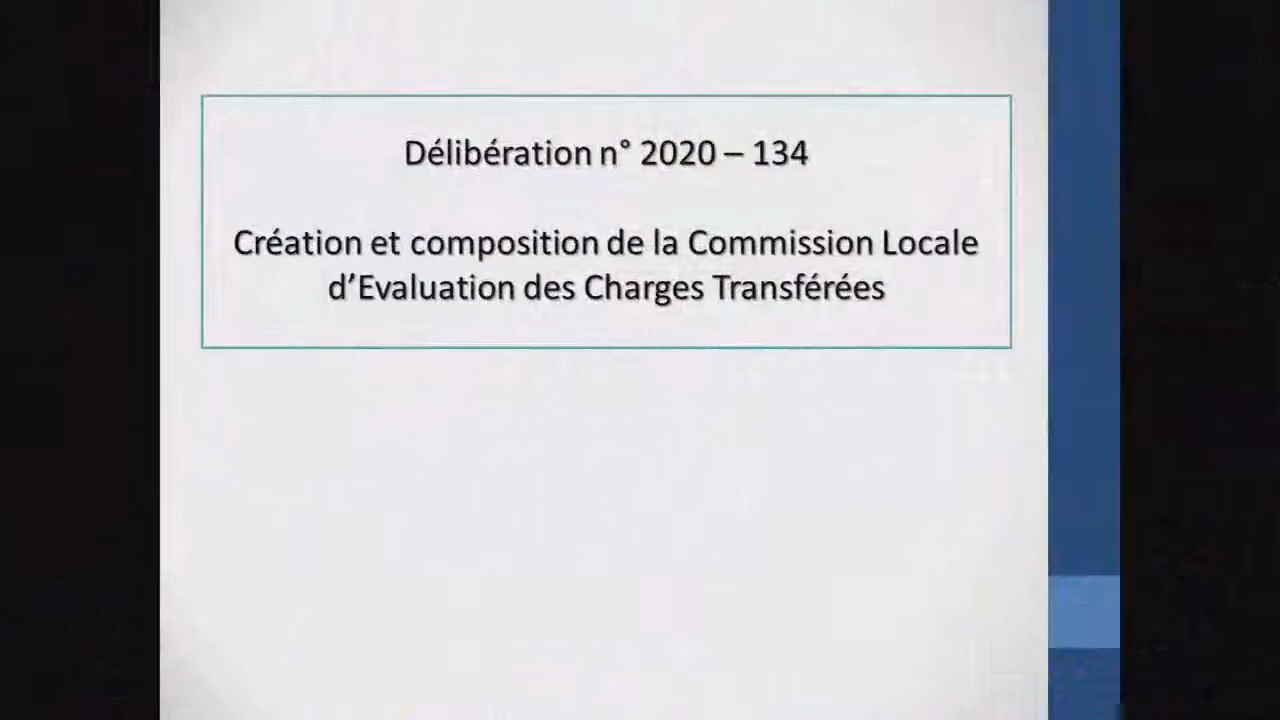 Délibération n° 2020 – 134
Création et composition de la Commission Locale
d’Evaluation des Charges Transférées